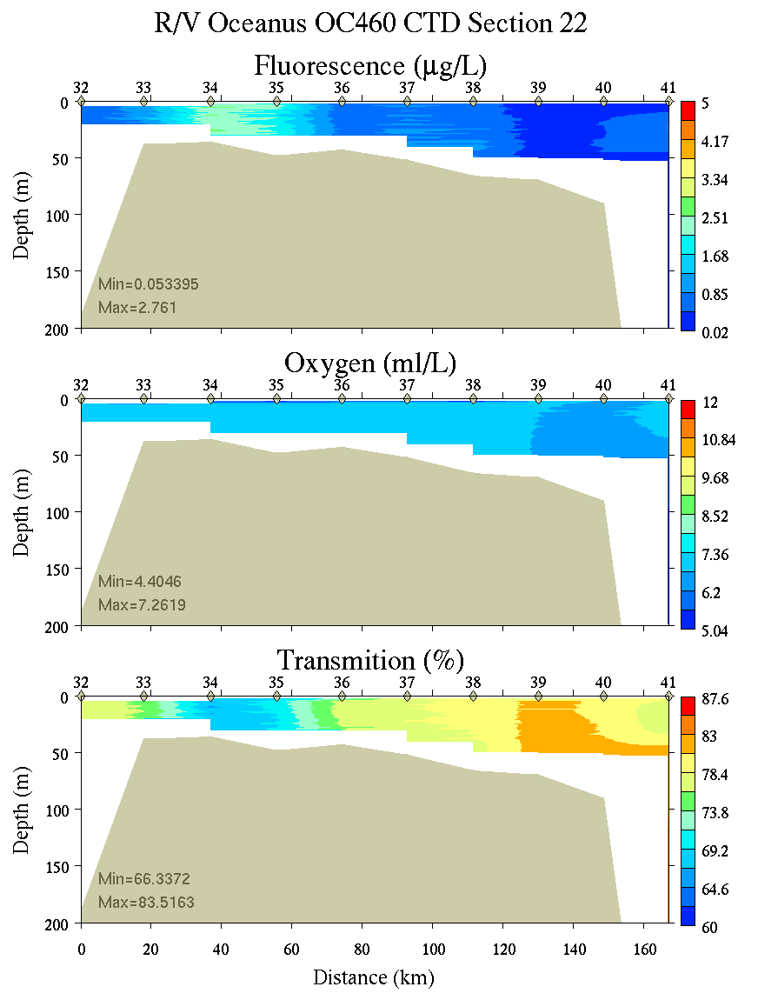 R/V Oceanus OC460 CTD Section 22
Fluorescence (µg/L)
32 33 34 35 36 37 38 39 40 41
0
50
100
150
200
Depth (m)
Min=0.053395
Max=2.761
5
4.17
3.34
2.51
1.68
0.85
0.02
Oxygen (ml/L)
32 33 34 35 36 37 38 39 40 41
0
50
100
150
200
Depth (m)
Min=4.4046
Max=7.2619
12
10.84
9.68
8.52
7.36
6.2
5.04
Transmition (%)
32 33 34 35 36 37 38 39 40 41
0
50
100
150
200
Depth (m)
Min=66.3372
Max=83.5163
87.6
83
78.4
73.8
69.2
64.6
60
0 20 40 60 80 100 120 140 160
Distance (km)